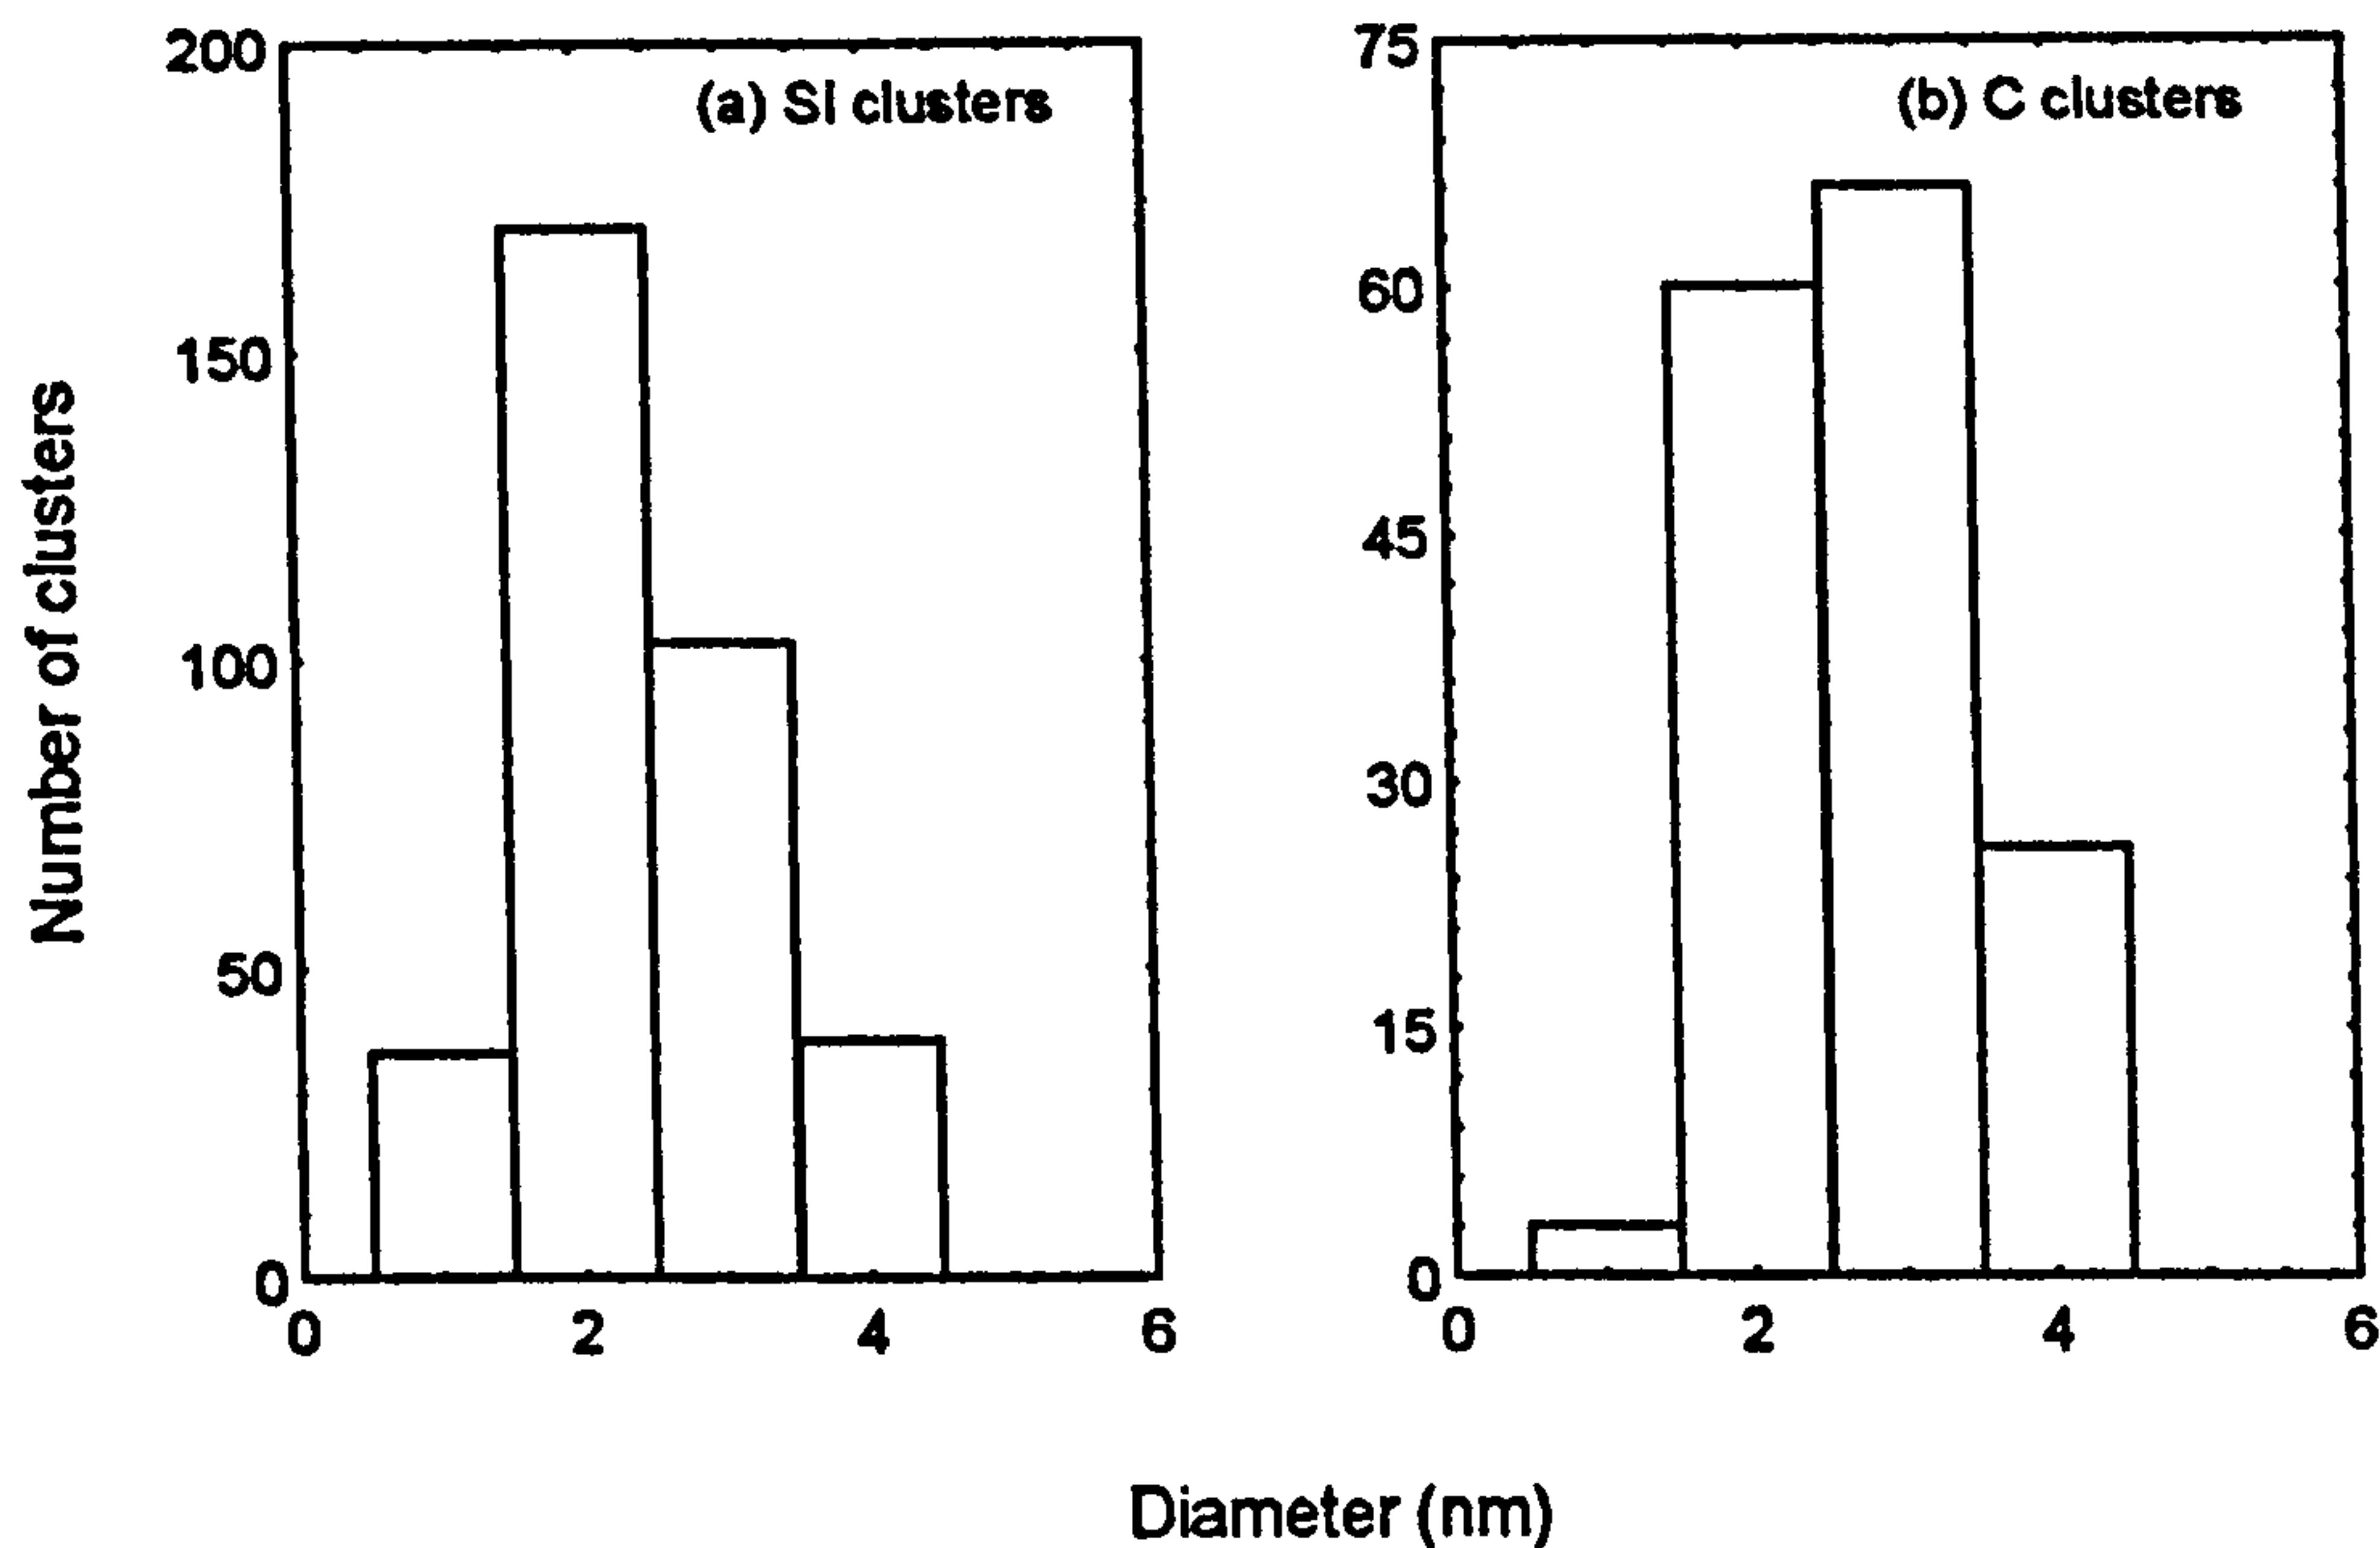 200
150
100
50
0
Number of clusters
(a) Si clusters
0 2 4 6
75
60
45
30
15
0
(b) C clusters
0 2 4 6
Diameter (nm)